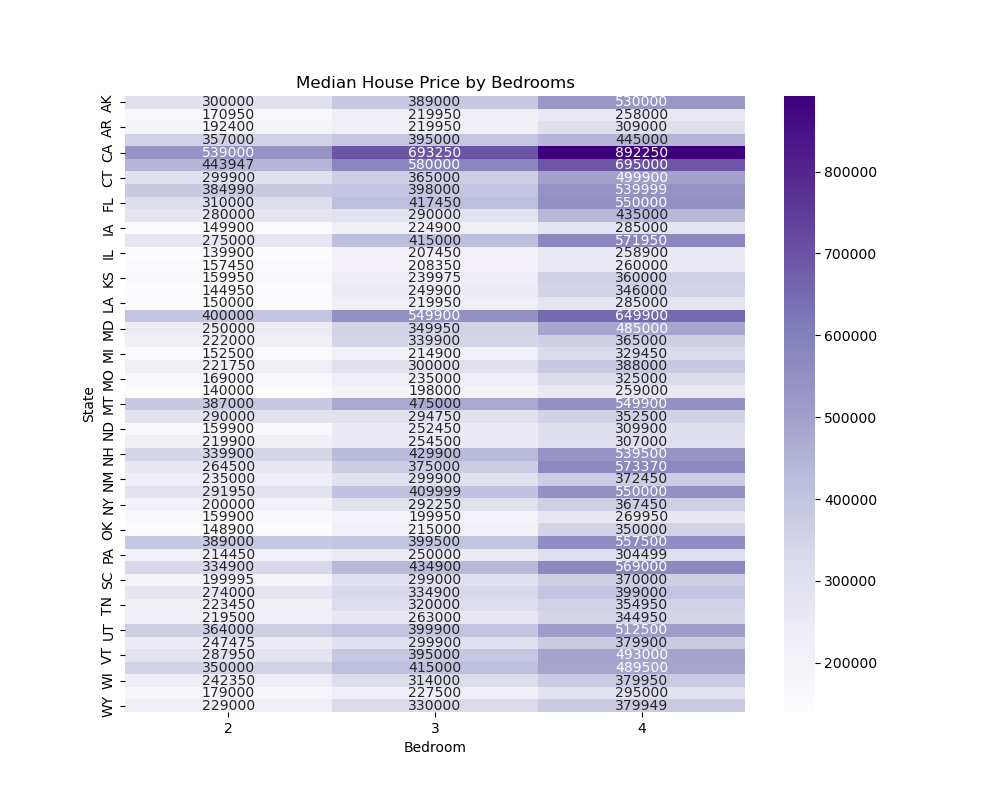 Median House Price by Bedrooms
AK 300000 389000 530000
170950 219950 258000
AR 192400 219950 309000
357000 395000 445000
CA 539000 693250 892250
443947 580000 695000
CT 299900 365000 499900
384990 398000 539999
FL 310000 417450 550000
280000 290000 435000
IA 149900 224900 285000
275000 415000 571950
IL 139900 207450 258900
157450 208350 260000
KS 159950 239975 360000
144950 249900 346000
LA 150000 219950 285000
400000 549900 649900
MD 250000 349950 485000
222000 339900 365000
MI 152500 214900 329450
221750 300000 388000
MO 169000 235000 325000
140000 198000 259000
MT 387000 475000 549900
290000 294750 352500
ND 159900 252450 309900
219900 254500 307000
NH 339900 429900 539500
264500 375000 573370
NM 235000 299900 372450
291950 409999 550000
NY 200000 292250 367450
159900 199950 269950
OK 148900 215000 350000
389000 399500 557500
PA 214450 250000 304499
334900 434900 569000
SC 199995 299000 370000
274000 334900 399000
TN 223450 320000 354950
219500 263000 344950
UT 364000 399900 512500
247475 299900 379900
VT 287950 395000 493000
350000 415000 489500
WI 242350 314000 379950
179000 227500 295000
WY 229000 330000 379949
State
2 3 4
Bedroom
800000
700000
600000
500000
400000
300000
200000